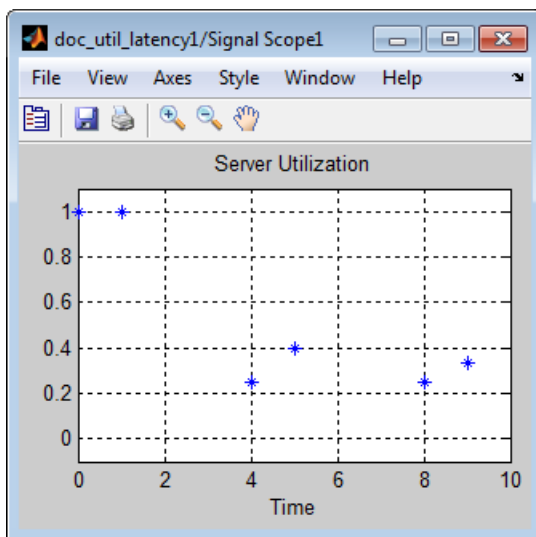 doc_util_latency1/Signal Scope1
File View Axes Style Window Help
Server Utilization
1
0.8
0.6
0.4
0.2
0
0 2 4 6 8 10
Time